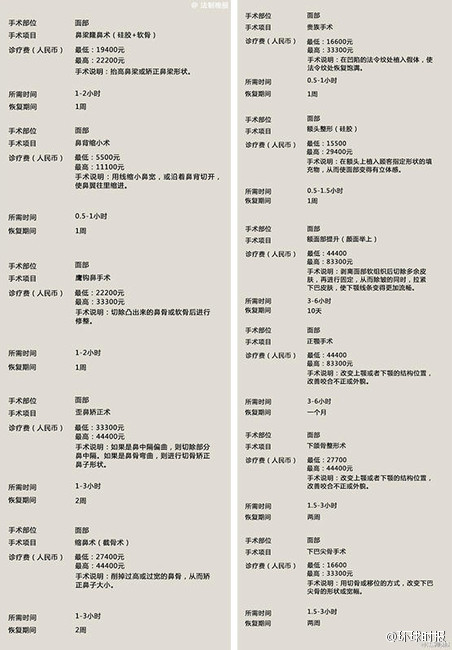 @ 法制晚报
手术部位 面部
手术项目 鼻梁隆鼻术（硅胶+软骨）
诊疗费（人民币） 最低：19400元
最高：22200元
手术说明：抬高鼻梁或矫正鼻梁形状。
所需时间 1-2小时
恢复期间 1周
手术部位 面部
手术项目 鼻背缩小术
诊疗费（人民币） 最低：5500元
最高：11100元
手术说明：用线缩小鼻宽，或沿着鼻背切开，
使鼻翼往里缩进。
所需时间 0.5-1小时
恢复期间 1周
手术部位 面部
手术项目 鹰钩鼻手术
诊疗费（人民币） 最低：22200元
最高：33300元
手术说明：切除凸出来的鼻骨或软骨后进行
修整。
所需时间 1-2小时
恢复期间 1周
手术部位 面部
手术项目 歪鼻矫正术
诊疗费（人民币） 最低：33300元
最高：44400元
手术说明：如果是鼻中隔偏曲，则切除部分
鼻中隔。如果是鼻骨弯曲，则进行切骨矫正
鼻子形状。
所需时间 1-3小时
恢复期间 2周
手术部位 面部
手术项目 缩鼻术（截骨术）
诊疗费（人民币） 最低：27400元
最高：44400元
手术说明：削掉过高或过宽的鼻骨，从而矫
正鼻子大小。
所需时间 1-3小时
恢复期间 2周
手术部位 面部
手术项目 贵族手术
诊疗费（人民币） 最低：16600元
最高：33300元
手术说明：在凹陷的法令纹处植入假体，使
法令纹处恢复饱满。
所需时间 0.5-1小时
恢复期间 1周
手术部位 面部
手术项目 额头整形（硅胶）
诊疗费（人民币） 最低：15500
最高：29400元
手术说明：在额头上植入顾客指定形状的填
充物，从而使面部变得有立体感。
所需时间 0.5-1.5小时
恢复期间 1周
手术部位 面部
手术项目 额面部提升（颜面举上）
诊疗费（人民币） 最低：44400
最高：83300元
手术说明：剥离面部软组织后切除多余皮
肤，再进行固定，从而除皱的同时，拉紧
下巴皮肤，使下颚线条变得更加流畅。
所需时间 3-6小时
恢复期间 10天
手术部位 面部
手术项目 正颚手术
诊疗费（人民币） 最低：44400
最高：83300元
手术说明：改变上颚或者下颚的结构位置，
改善咬合不正或外貌。
所需时间 3-6小时
恢复期间 一个月
手术部位 面部
手术项目 下颌骨整形术
诊疗费（人民币） 最低：27700
最高：44400元
手术说明：改变上颚或者下颚的结构位置，
改善咬合不正或外貌。
所需时间 1.5-3小时
恢复期间 两周
手术部位 面部
手术项目 下巴尖骨手术
诊疗费（人民币） 最低：16600
最高：33300元
手术说明：用切骨或移位的方式，改变下巴
尖骨的形状或宽幅。
所需时间 1.5-3小时
恢复期间 两周
@环球时报